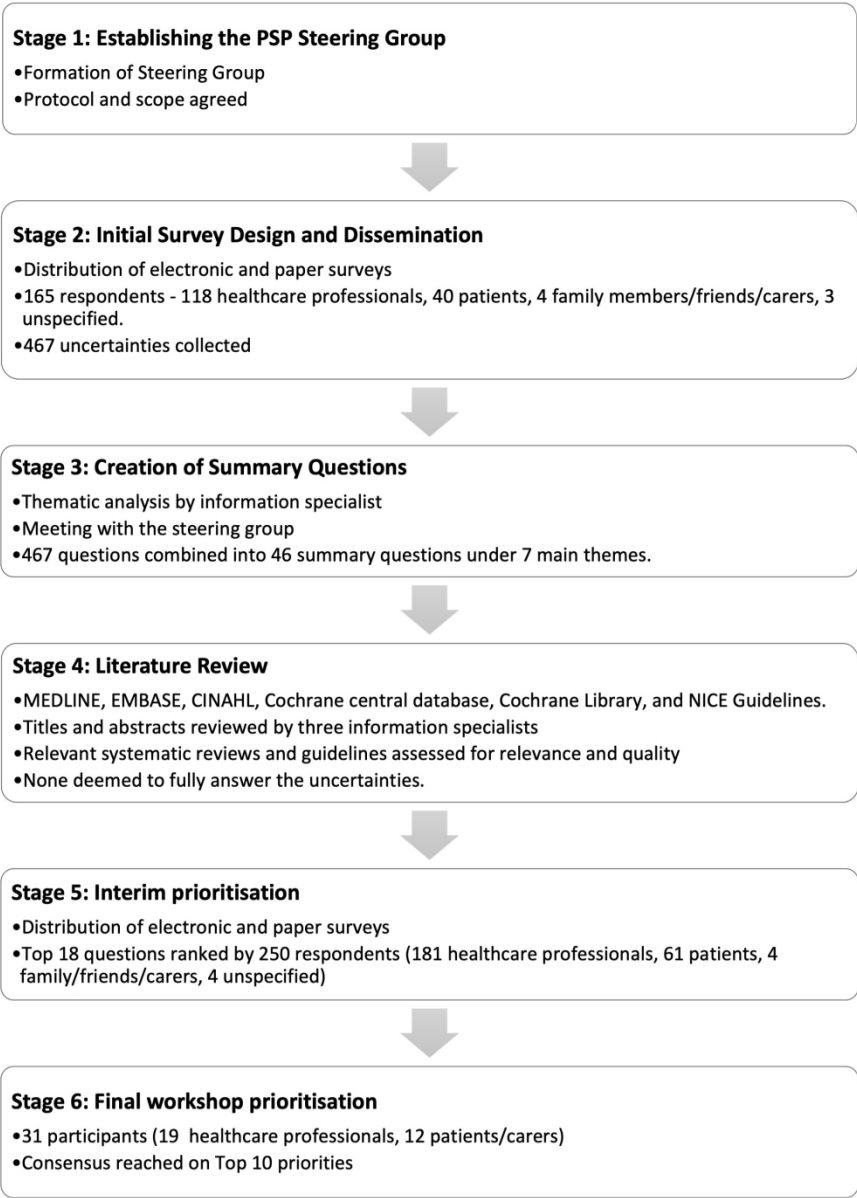 Stage 1: Establishing the PSP Steering Group
•Formation of Steering Group
•Protocol and scope agreed
Stage 2: Initial Survey Design and Dissemination
•Distribution of electronic and paper surveys
•165 respondents - 118 healthcare professionals, 40 patients, 4 family members/friends/carers, 3
unspecified.
•467 uncertainties collected
Stage 3: Creation of Summary Questions
•Thematic analysis by information specialist
•Meeting with the steering group
•467 questions combined into 46 summary questions under 7 main themes.
Stage 4: Literature Review
•MEDLINE, EMBASE, CINAHL, Cochrane central database, Cochrane Library, and NICE Guidelines.
•Titles and abstracts reviewed by three information specialists
•Relevant systematic reviews and guidelines assessed for relevance and quality
•None deemed to fully answer the uncertainties.
Stage 5: Interim prioritisation
•Distribution of electronic and paper surveys
•Top 18 questions ranked by 250 respondents (181 healthcare professionals, 61 patients, 4
family/friends/carers, 4 unspecified)
Stage 6: Final workshop prioritisation
•31 participants (19 healthcare professionals, 12 patients/carers)
•Consensus reached on Top 10 priorities